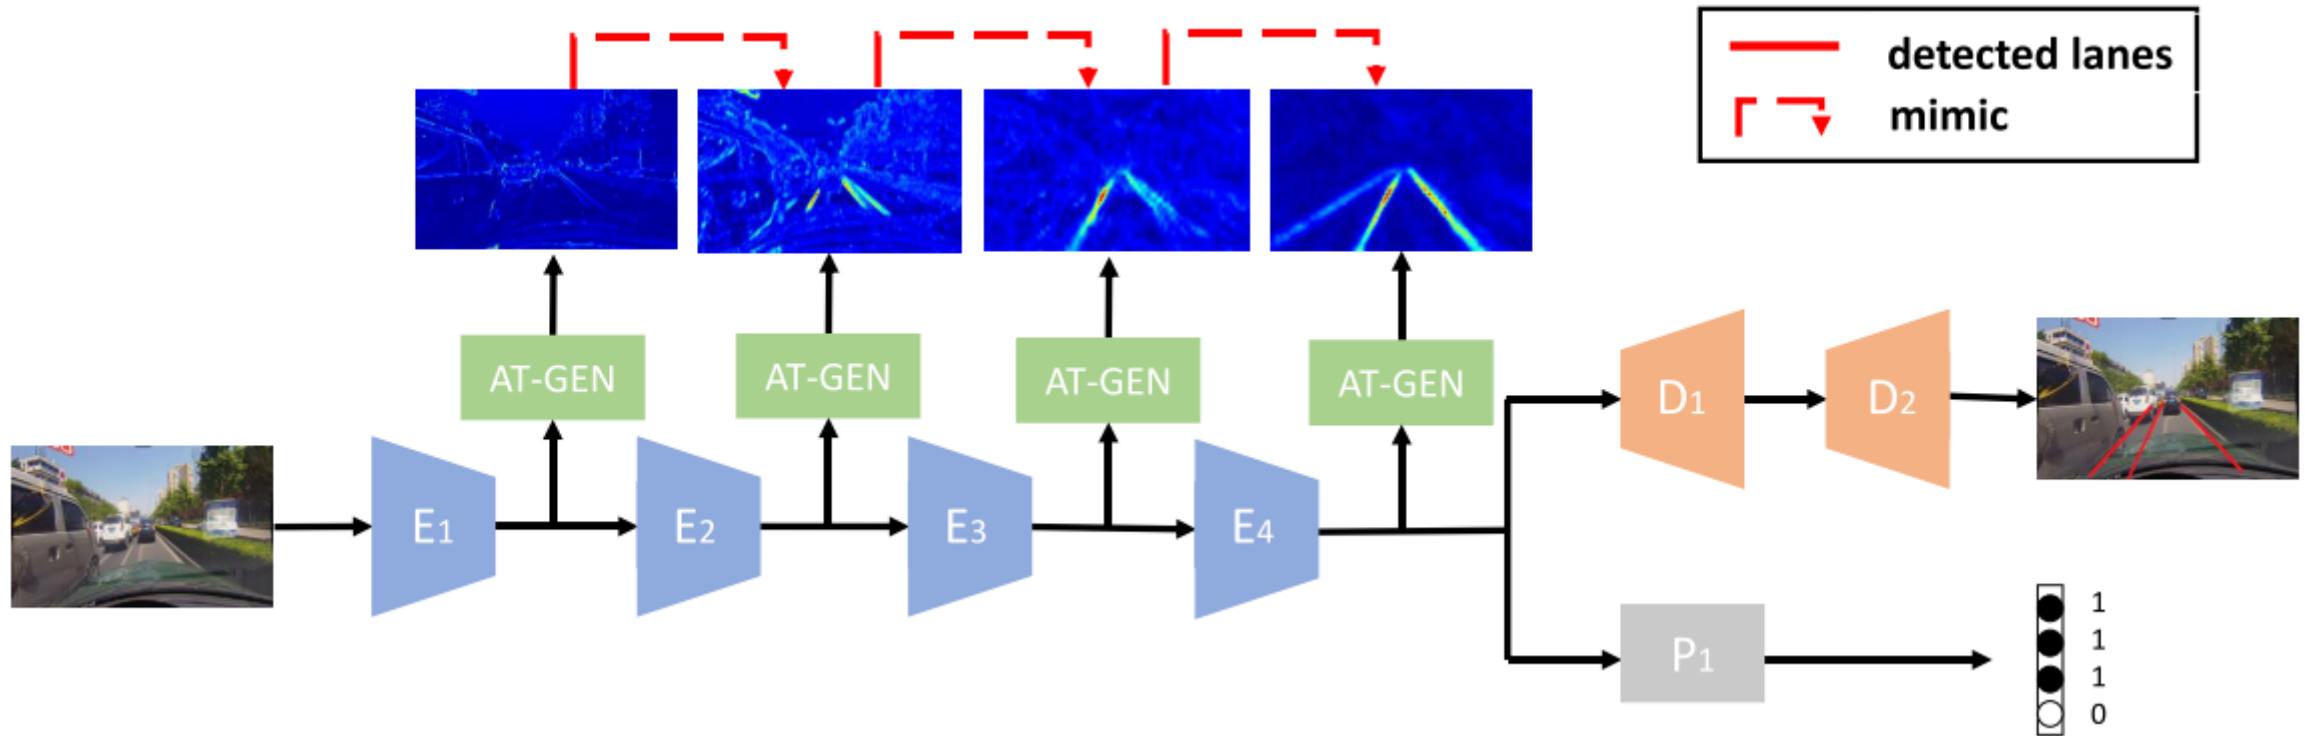 detected lanes
mimic
AT-GEN
AT-GEN
AT-GEN
AT-GEN
E1
E2
E3
E4
D1
D2
P1
1
1
1
0